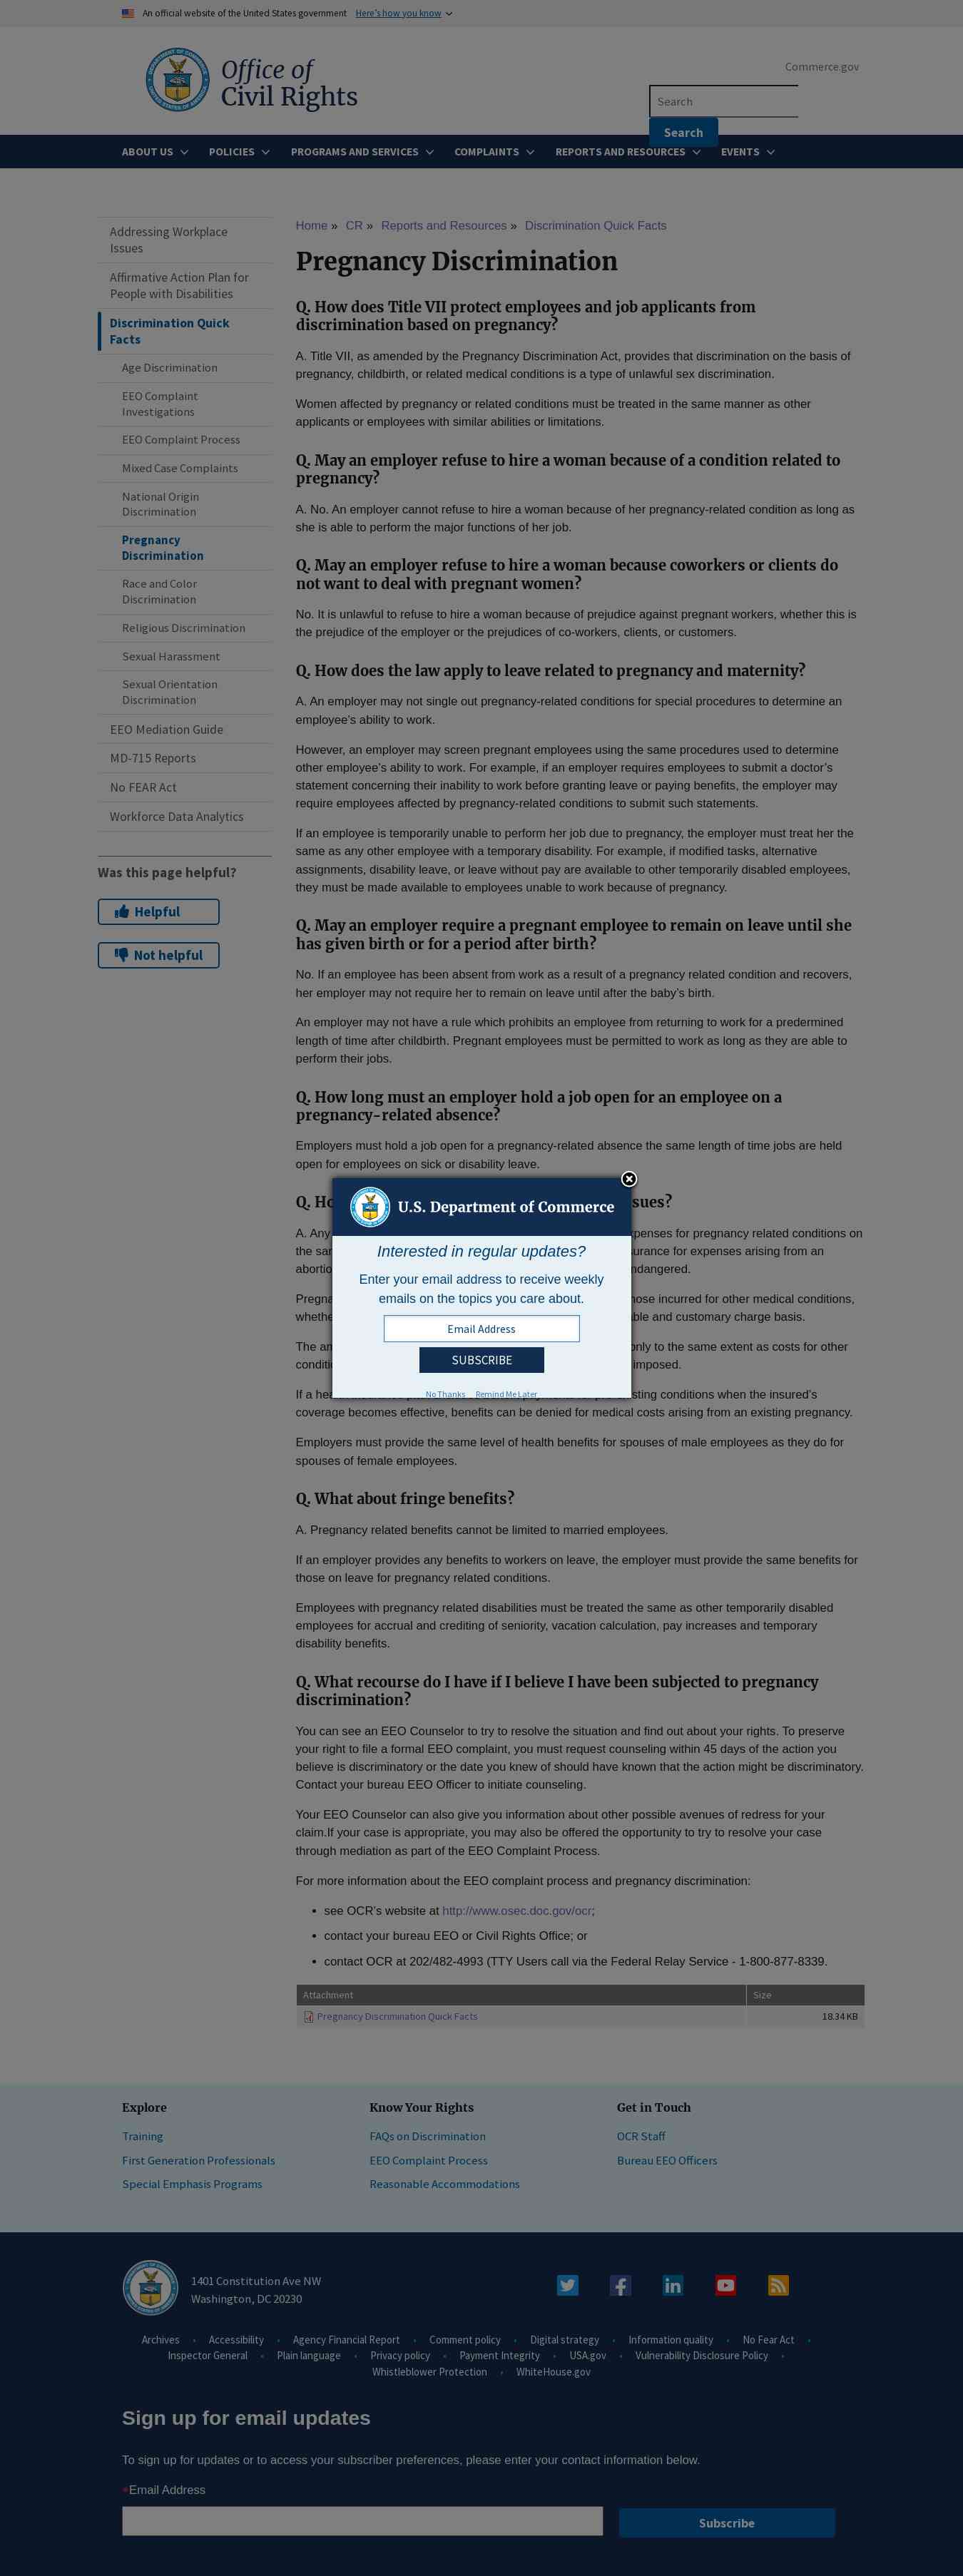 An official website of the United States government Here's how you know
Office of
Civil Rights
Commerce.gov
Search
Search
ABOUT US
POLICIES
PROGRAMS AND SERVICES
COMPLAINTS
REPORTS AND RESOURCES
EVENTS
Addressing Workplace
Issues
Affirmative Action Plan for
People with Disabilities
Discrimination Quick
Facts
Age Discrimination
EEO Complaint
Investigations
EEO Complaint Process
Mixed Case Complaints
National Origin
Discrimination
Pregnancy
Discrimination
Race and Color
Discrimination
Religious Discrimination
Sexual Harassment
Sexual Orientation
Discrimination
EEO Mediation Guide
MD-715 Reports
No FEAR Act
Workforce Data Analytics
Was this page helpful?
Helpful
Not helpful
Home » CR » Reports and Resources » Discrimination Quick Facts
Pregnancy Discrimination
Q. How does Title VII protect employees and job applicants from
discrimination based on pregnancy?
A. Title VII, as amended by the Pregnancy Discrimination Act, provides that discrimination on the basis of
pregnancy, childbirth, or related medical conditions is a type of unlawful sex discrimination.
Women affected by pregnancy or related conditions must be treated in the same manner as other
applicants or employees with similar abilities or limitations.
Q. May an employer refuse to hire a woman because of a condition related to
pregnancy?
A. No. An employer cannot refuse to hire a woman because of her pregnancy-related condition as long as
she is able to perform the major functions of her job.
Q. May an employer refuse to hire a woman because coworkers or clients do
not want to deal with pregnant women?
No. It is unlawful to refuse to hire a woman because of prejudice against pregnant workers, whether this is
the prejudice of the employer or the prejudices of co-workers, clients, or customers.
Q. How does the law apply to leave related to pregnancy and maternity?
A. An employer may not single out pregnancy-related conditions for special procedures to determine an
employee's ability to work.
However, an employer may screen pregnant employees using the same procedures used to determine
other employee's ability to work. For example, if an employer requires employees to submit a doctor's
statement concerning their inability to work before granting leave or paying benefits, the employer may
require employees affected by pregnancy-related conditions to submit such statements.
If an employee is temporarily unable to perform her job due to pregnancy, the employer must treat her the
same as any other employee with a temporary disability. For example, if modified tasks, alternative
assignments, disability leave, or leave without pay are available to other temporarily disabled employees,
they must be made available to employees unable to work because of pregnancy.
Q. May an employer require a pregnant employee to remain on leave until she
has given birth or for a period after birth?
No. If an employee has been absent from work as a result of a pregnancy related condition and recovers,
her employer may not require her to remain on leave until after the baby's birth.
An employer may not have a rule which prohibits an employee from returning to work for a predermined
length of time after childbirth. Pregnant employees must be permitted to work as long as they are able to
perform their jobs.
Q. How long must an employer hold a job open for an employee on a
pregnancy-related absence?
Employers must hold a job open for a pregnancy-related absence the same length of time jobs are held
open for employees on sick or disability leave.
Q. Ho sues?
A. Any xpenses for pregnancy related conditions on
the sam surance for expenses arising from an
abortio ndangered.
Pregna hose incurred for other medical conditions,
whethe able and customary charge basis.
The am only to the same extent as costs for other
conditio imposed.
If a he sting conditions when the insured's
coverage becomes effective, benefits can be denied for medical costs arising from an existing pregnancy.
Employers must provide the same level of health benefits for spouses of male employees as they do for
spouses of female employees.
Q. What about fringe benefits?
A. Pregnancy related benefits cannot be limited to married employees.
If an employer provides any benefits to workers on leave, the employer must provide the same benefits for
those on leave for pregnancy related conditions.
Employees with pregnancy related disabilities must be treated the same as other temporarily disabled
employees for accrual and crediting of seniority, vacation calculation, pay increases and temporary
disability benefits.
Q. What recourse do I have if I believe I have been subjected to pregnancy
discrimination?
You can see an EEO Counselor to try to resolve the situation and find out about your rights. To preserve
your right to file a formal EEO complaint, you must request counseling within 45 days of the action you
believe is discriminatory or the date you knew of should have known that the action might be discriminatory.
Contact your bureau EEO Officer to initiate counseling.
Your EEO Counselor can also give you information about other possible avenues of redress for your
claim.If your case is appropriate, you may also be offered the opportunity to try to resolve your case
through mediation as part of the EEO Complaint Process.
For more information about the EEO complaint process and pregnancy discrimination:
• see OCR's website at http://www.osec.doc.gov/ocr;
• contact your bureau EEO or Civil Rights Office; or
• contact OCR at 202/482-4993 (TTY Users call via the Federal Relay Service - 1-800-877-8339.
Attachment Size
Pregnancy Discrimination Quick Facts 18.34 KB
U.S. Department of Commerce
Interested in regular updates?
Enter your email address to receive weekly
emails on the topics you care about.
Email Address
SUBSCRIBE
No Thanks Remind Me Later
Explore
Training
First Generation Professionals
Special Emphasis Programs
Know Your Rights
FAQs on Discrimination
EEO Complaint Process
Reasonable Accommodations
Get in Touch
OCR Staff
Bureau EEO Officers
1401 Constitution Ave NW
Washington, DC 20230
Archives • Accessibility • Agency Financial Report • Comment policy • Digital strategy • Information quality • No Fear Act •
Inspector General • Plain language • Privacy policy • Payment Integrity • USA.gov • Vulnerability Disclosure Policy •
Whistleblower Protection • WhiteHouse.gov
Sign up for email updates
To sign up for updates or to access your subscriber preferences, please enter your contact information below.
*Email Address
Subscribe